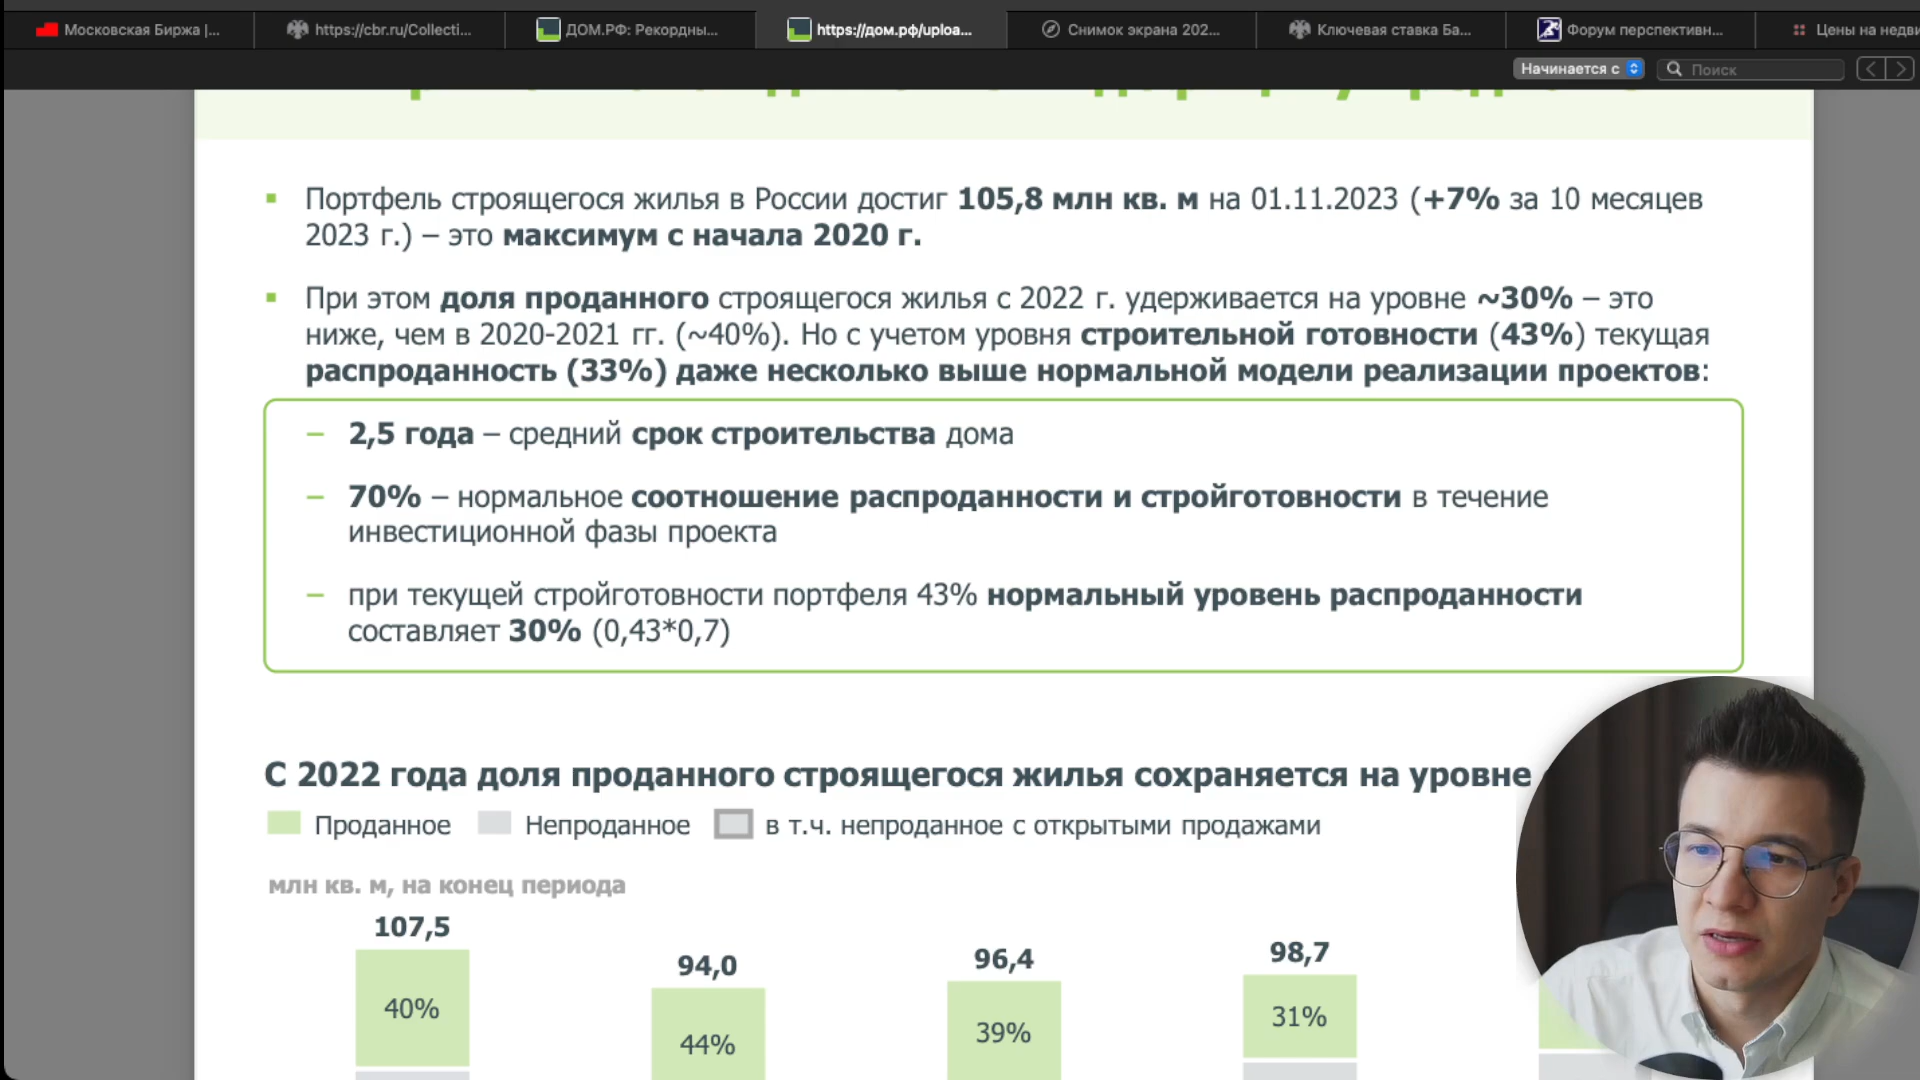 Московская Биржа |...
https://cbr.ru/Collecti...
ДОМ.РФ: Рекордны...
https://дом.рф/uploa...
Снимок экрана 202...
Ключевая ставка Ба...
Форум перспективн...
Цены на недви
Начинается с
Поиск
Портфель строящегося жилья в России достиг 105,8 млн кв. м на 01.11.2023 (+7% за 10 месяцев
2023 г.) – это максимум с начала 2020 г.
При этом доля проданного строящегося жилья с 2022 г. удерживается на уровне ~30% – это
ниже, чем в 2020-2021 гг. (~40%). Но с учетом уровня строительной готовности (43%) текущая
распроданность (33%) даже несколько выше нормальной модели реализации проектов:
– 2,5 года – средний срок строительства дома
– 70% – нормальное соотношение распроданности и стройготовности в течение
инвестиционной фазы проекта
– при текущей стройготовности портфеля 43% нормальный уровень распроданности
составляет 30% (0,43*0,7)
С 2022 года доля проданного строящегося жилья сохраняется на уровне
Проданное
Непроданное
в т.ч. непроданное с открытыми продажами
млн кв. м, на конец периода
107,5
94,0
96,4
98,7
40%
44%
39%
31%